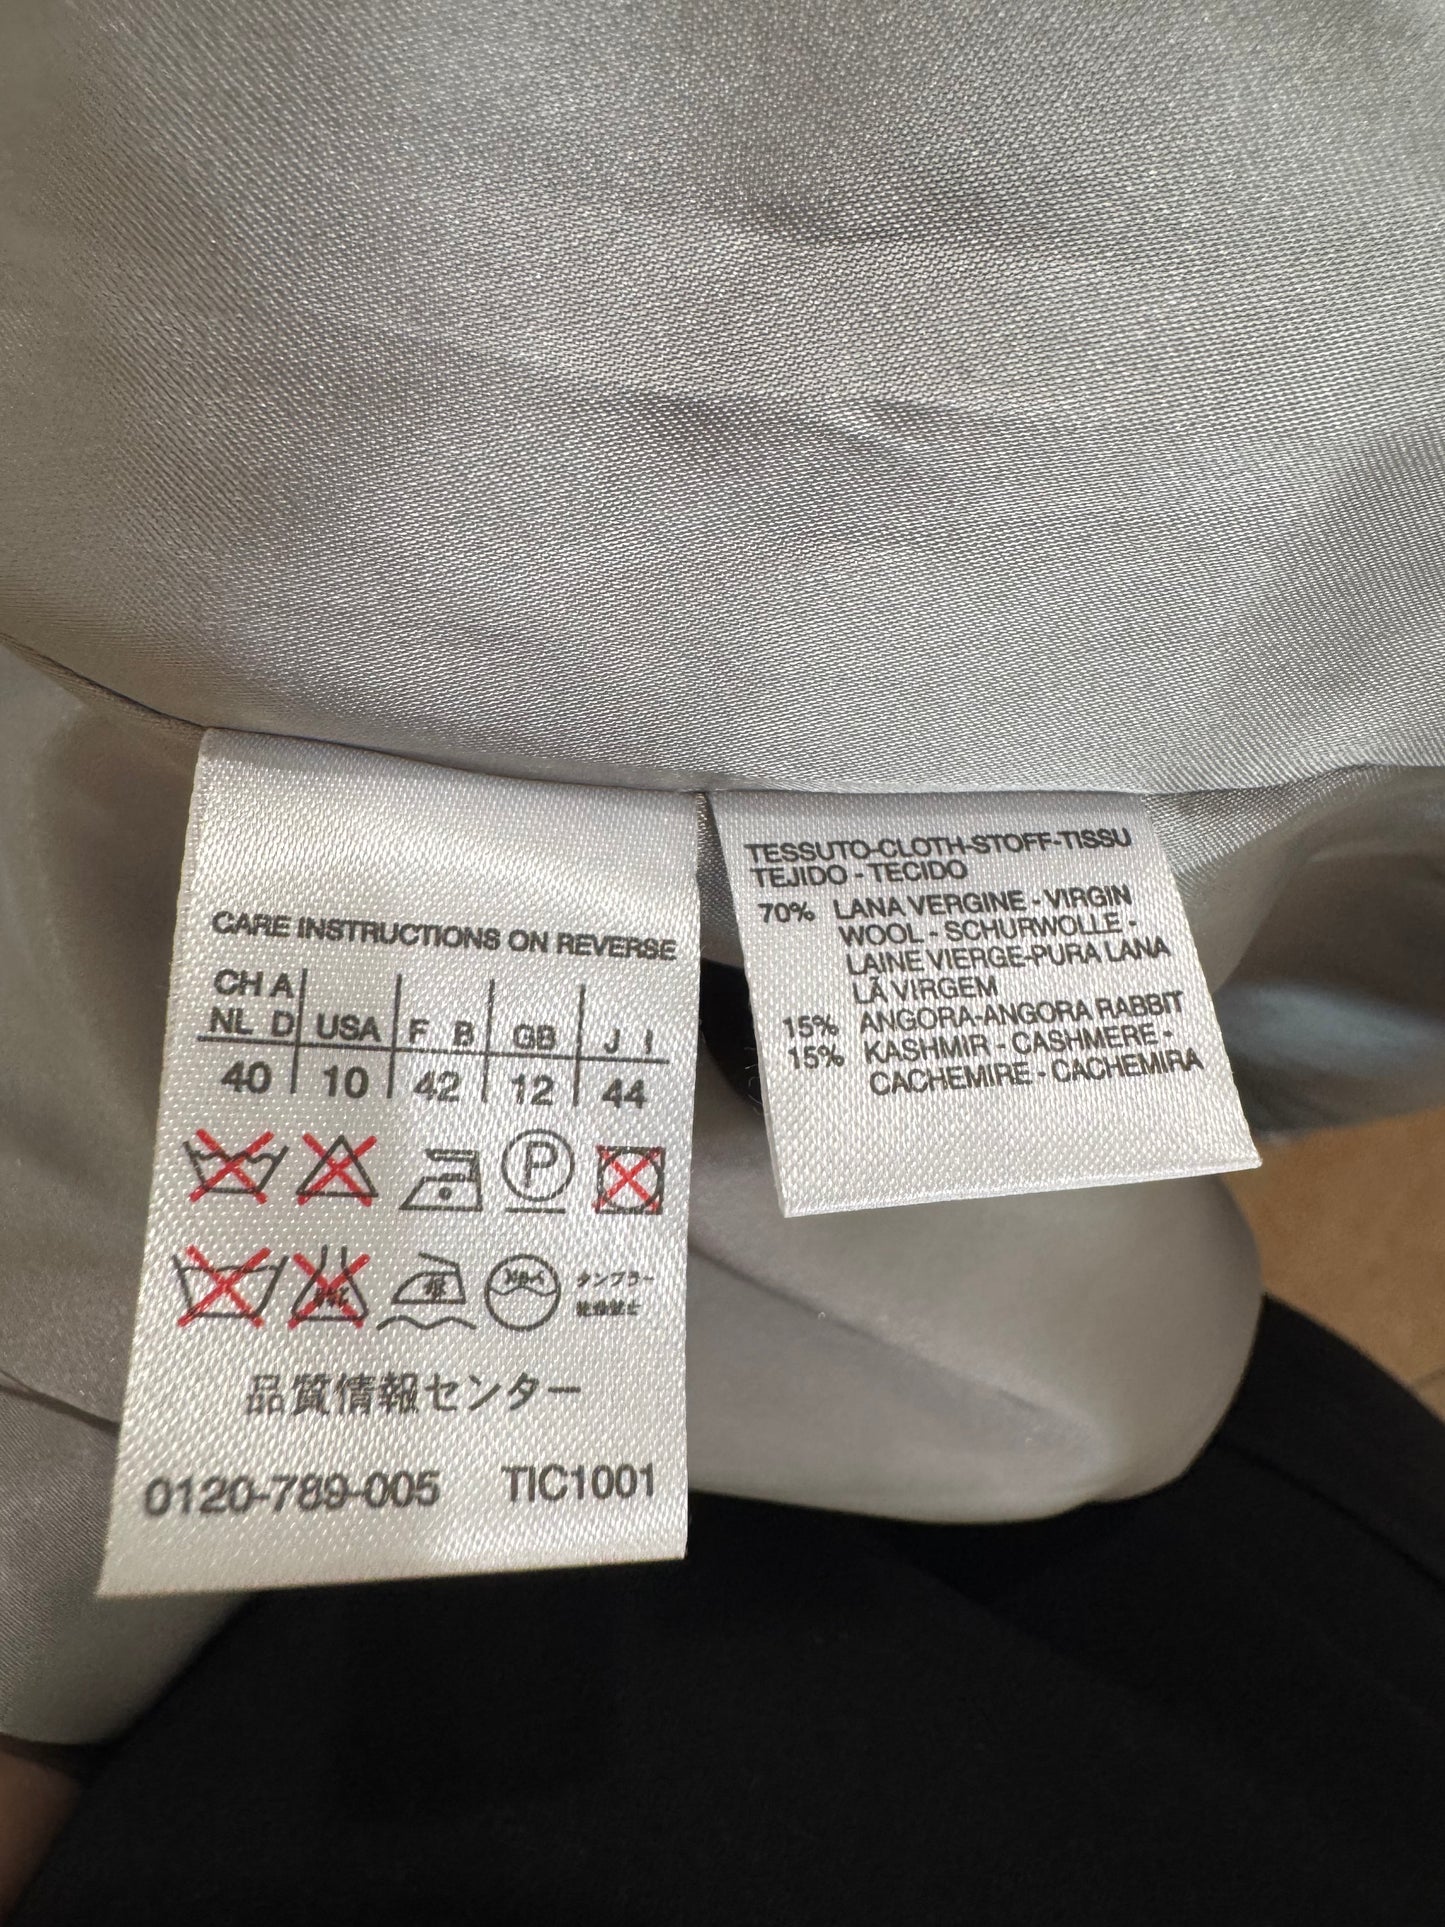 CARE INSTRUCTIONS ON REVERSE
CH A
NL D USA F B GB J I
40 10 42 12 44
P
タンブラー
乾燥禁止
品質情報センター
0120-789-005 TIC1001
TESSUTO-CLOTH-STOFF-TISSU
TEJIDO - TECIDO
70% LANA VERGINE - VIRGIN
WOOL - SCHURWOLLE -
LAINE VIERGE-PURA LANA
LÃ VIRGEM
15% ANGORA-ANGORA RABBIT
15% KASHMIR - CASHMERE -
CACHEMIRE - CACHEMIRA